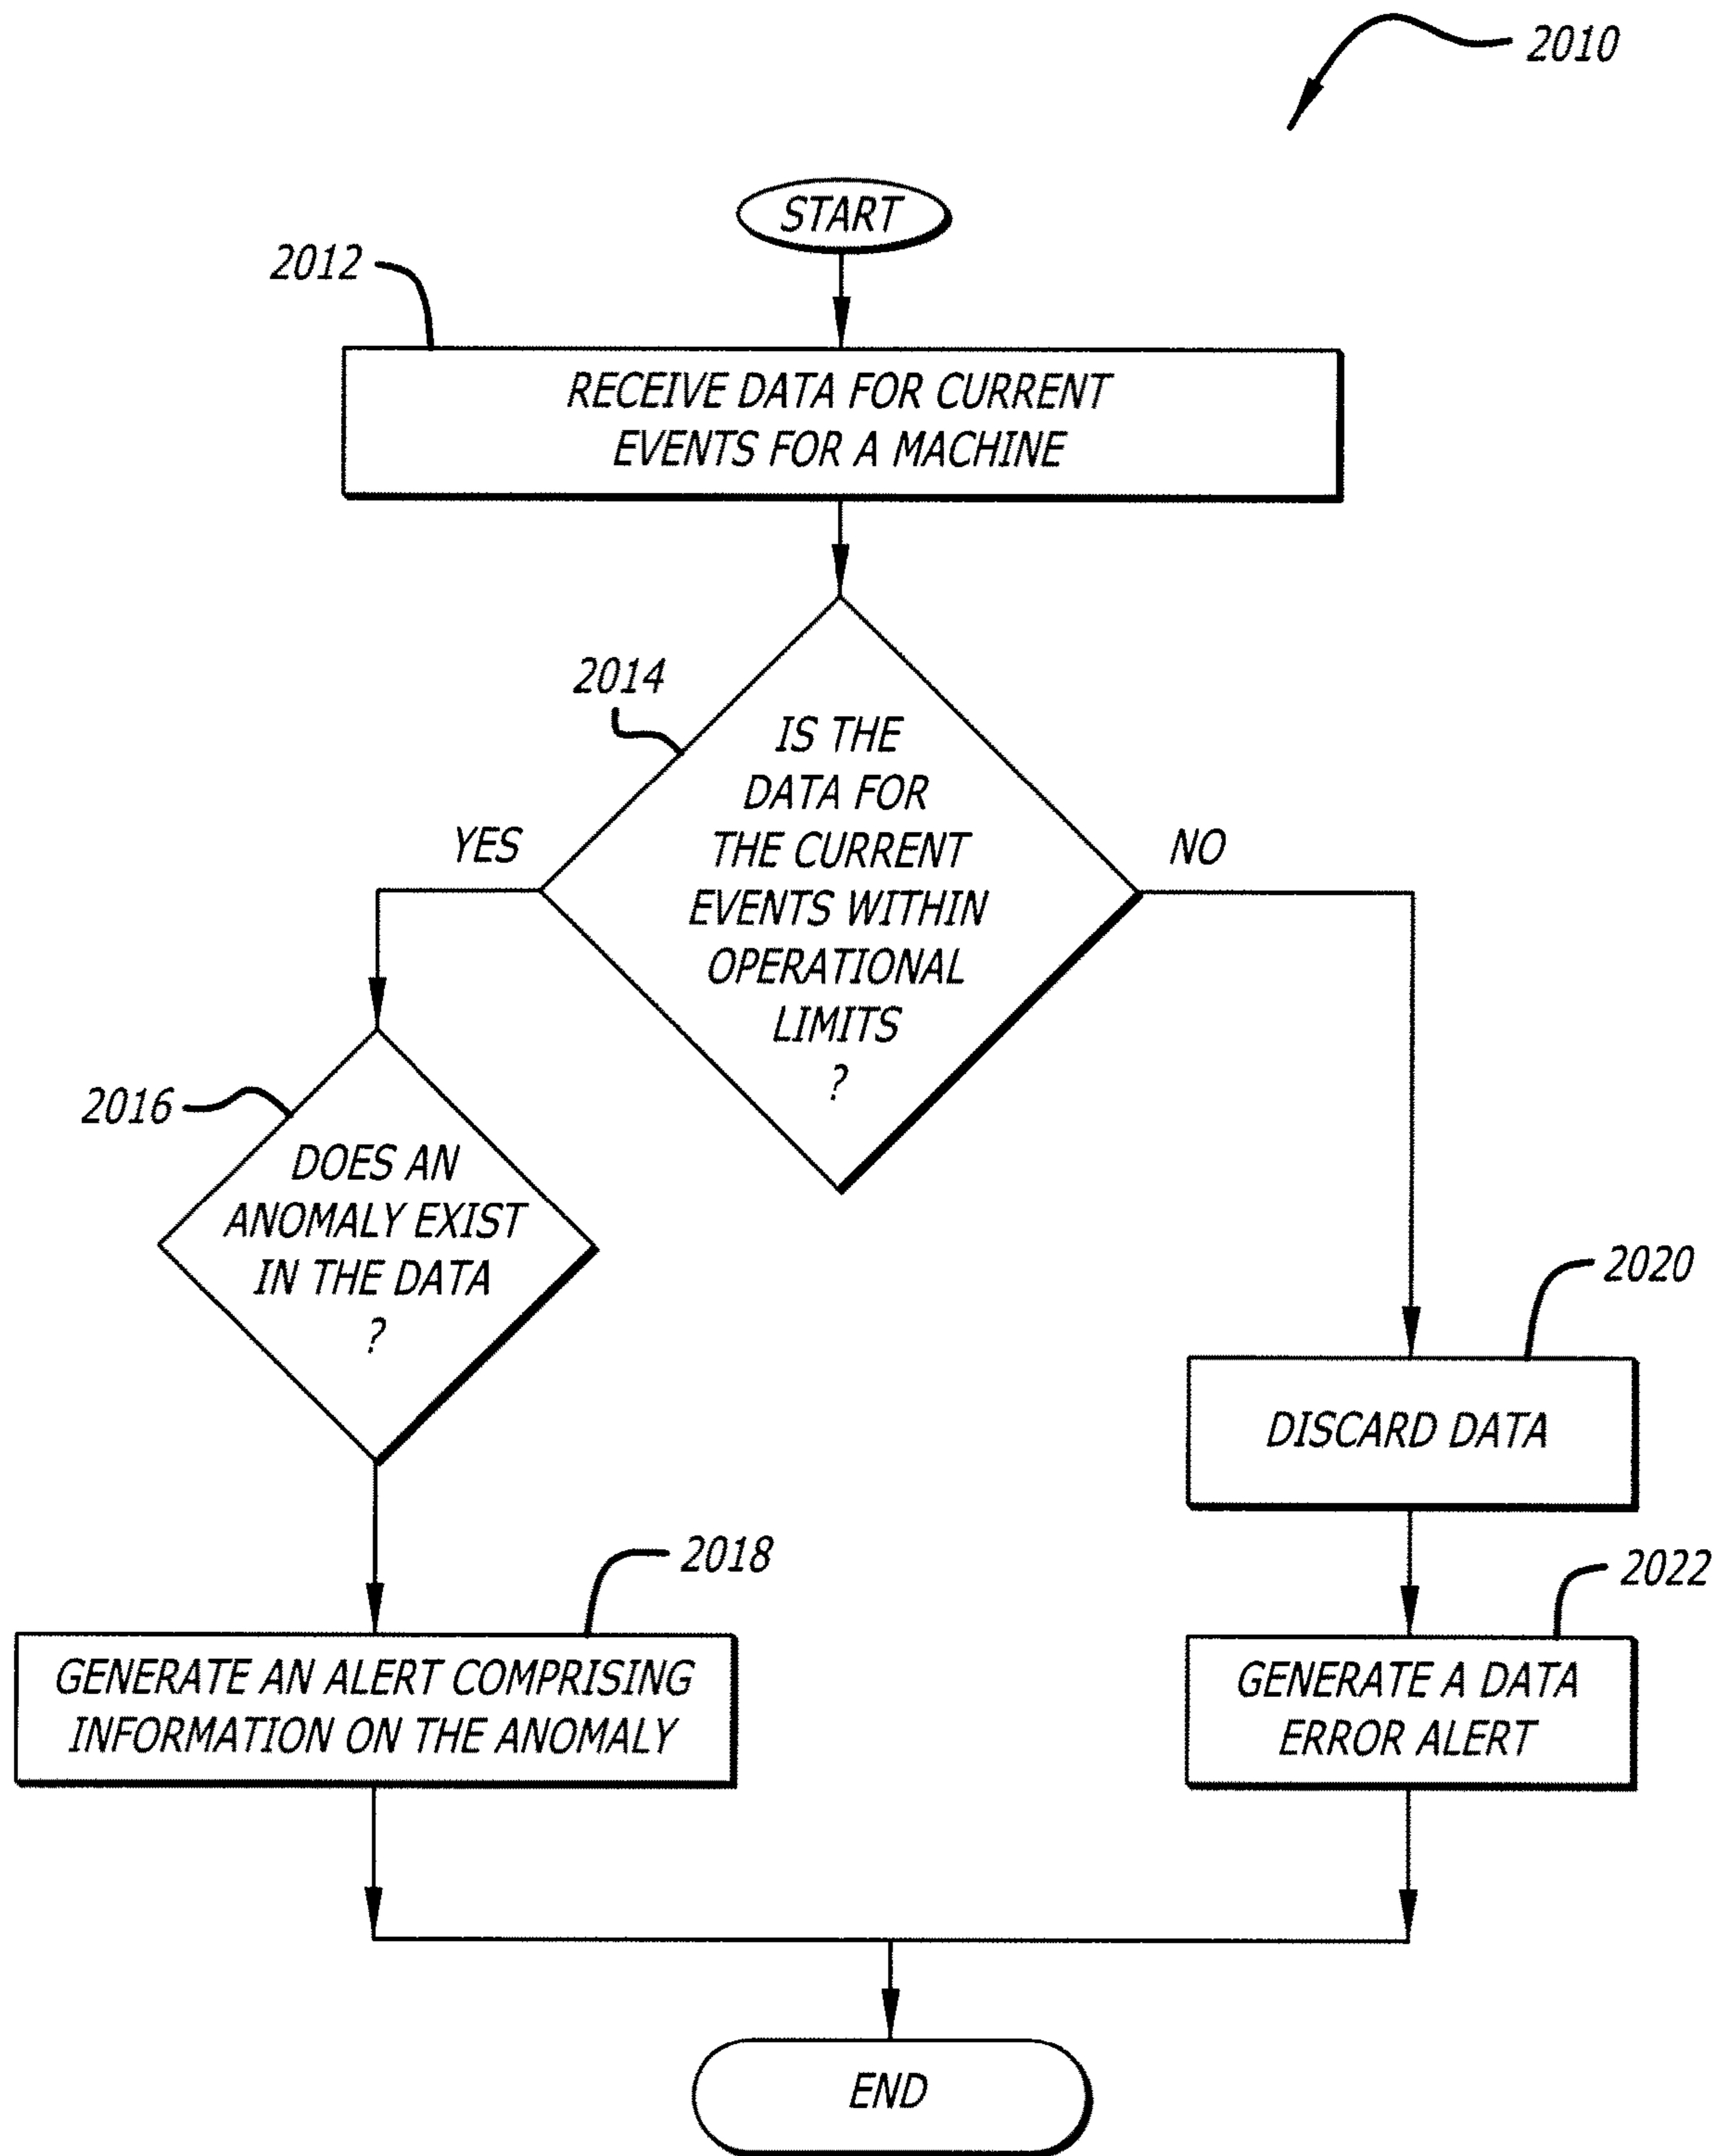 2010
START
2012
RECEIVE DATA FOR CURRENT
EVENTS FOR A MACHINE
2014
IS THE
DATA FOR
THE CURRENT
EVENTS WITHIN
OPERATIONAL
LIMITS
?
YES
NO
2016
DOES AN
ANOMALY EXIST
IN THE DATA
?
2020
DISCARD DATA
2018
GENERATE AN ALERT COMPRISING
INFORMATION ON THE ANOMALY
2022
GENERATE A DATA
ERROR ALERT
END